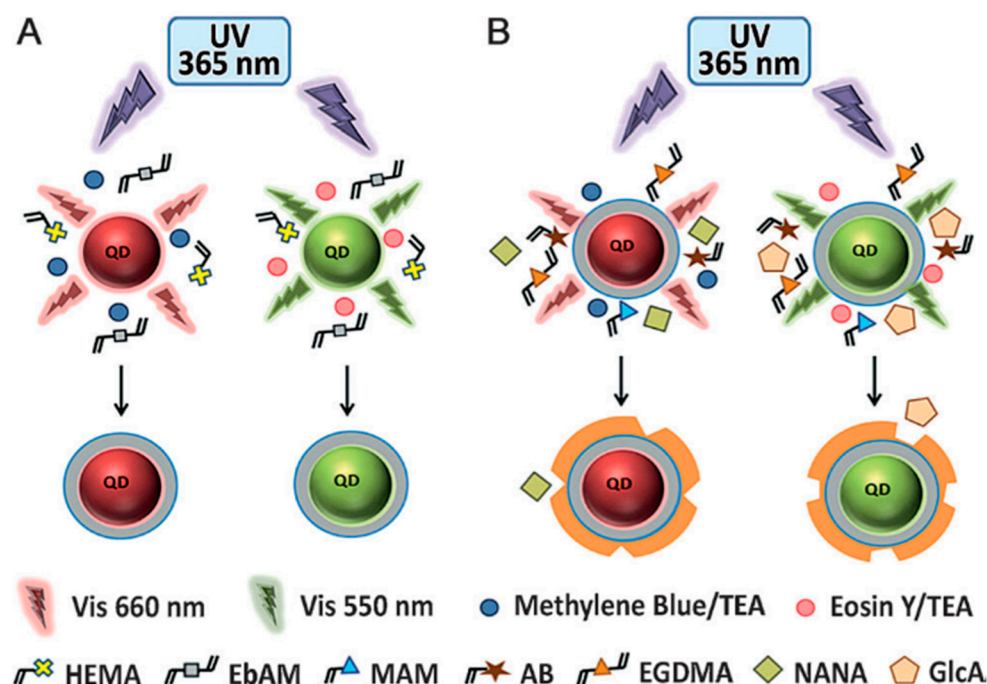 A
UV
365 nm
B
UV
365 nm
QD
QD
QD
QD
QD
QD
QD
QD
Vis 660 nm
Vis 550 nm
Methylene Blue/TEA
Eosin Y/TEA
HEMA
EbAM
MAM
AB
EGDMA
NANA
GlcA